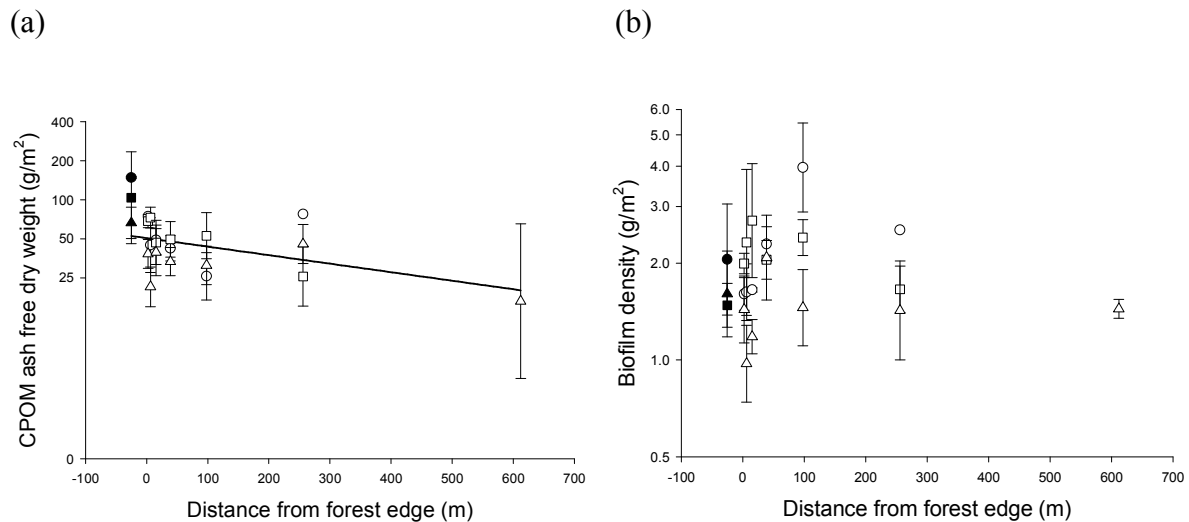 (a)
(b)
CPOM ash free dry weight (g/m²)
400
200
100
50
25
0
-100 0 100 200 300 400 500 600 700
Distance from forest edge (m)
Biofilm density (g/m²)
6.0
5.0
4.0
3.0
2.0
1.0
0.5
-100 0 100 200 300 400 500 600 700
Distance from forest edge (m)